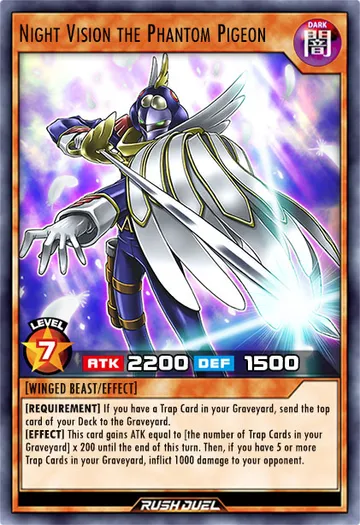 NIGHT VISION THE PHANTOM PIGEON
DARK
闇
LEVEL
7
ATK 2200 DEF 1500
[WINGED BEAST/EFFECT]
[REQUIREMENT] If you have a Trap Card in your Graveyard, send the top
card of your Deck to the Graveyard.
[EFFECT] This card gains ATK equal to [the number of Trap Cards in your
Graveyard] x 200 until the end of this turn. Then, if you have 5 or more
Trap Cards in your Graveyard, inflict 1000 damage to your opponent.
RUSH DUEL